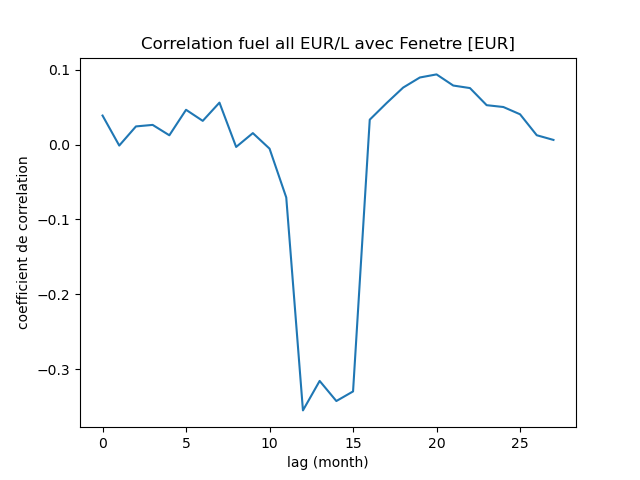 Correlation fuel all EUR/L avec Fenetre [EUR]
0.1
0.0
−0.1
−0.2
−0.3
coefficient de correlation
0 5 10 15 20 25
lag (month)